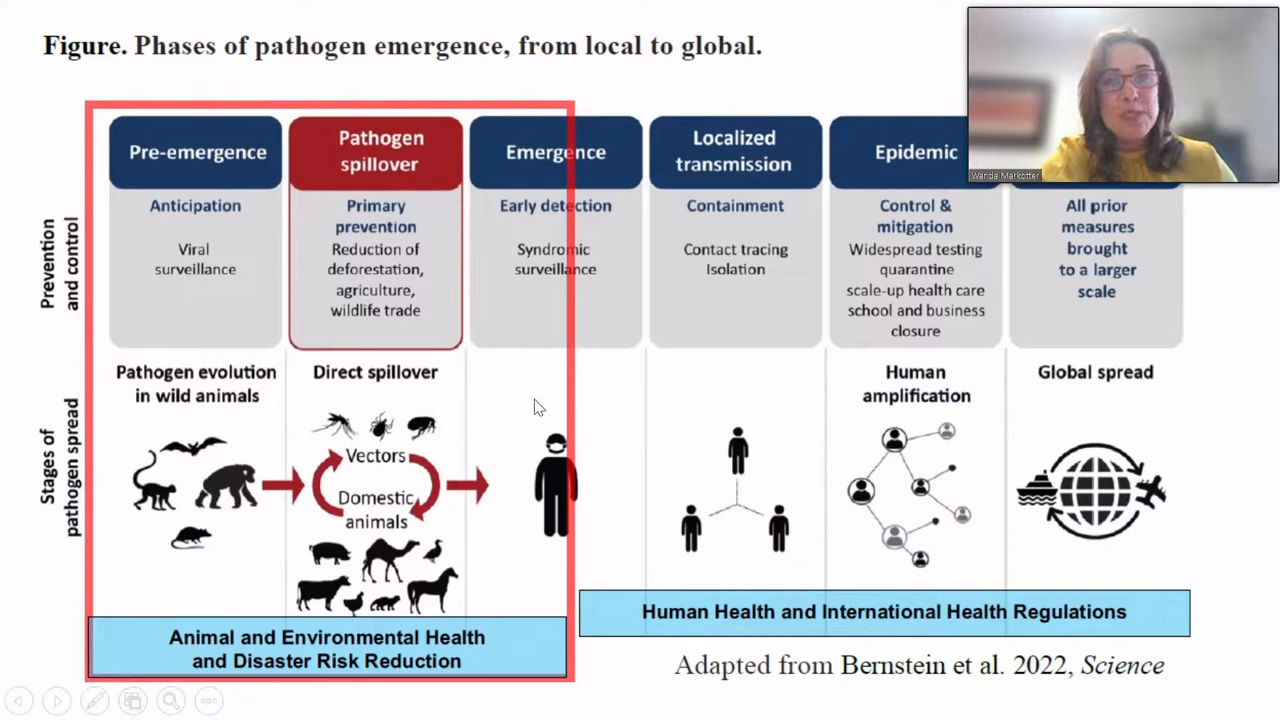 Figure. Phases of pathogen emergence, from local to global.
Wanda Markotter
Prevention
and control
Pre-emergence
Anticipation
Viral
surveillance
Pathogen
spillover
Primary
prevention
Reduction of
deforestation,
agriculture,
wildlife trade
Emergence
Early detection
Syndromic
surveillance
Localized
transmission
Containment
Contact tracing
Isolation
Epidemic
Control &
mitigation
Widespread testing
quarantine
scale-up health care
school and business
closure
All prior
measures
brought
to a larger
scale
Stages of
pathogen spread
Pathogen evolution
in wild animals
Direct spillover
Vectors
Domestic
animals
Human
amplification
Global spread
Animal and Environmental Health
and Disaster Risk Reduction
Human Health and International Health Regulations
Adapted from Bernstein et al. 2022, Science